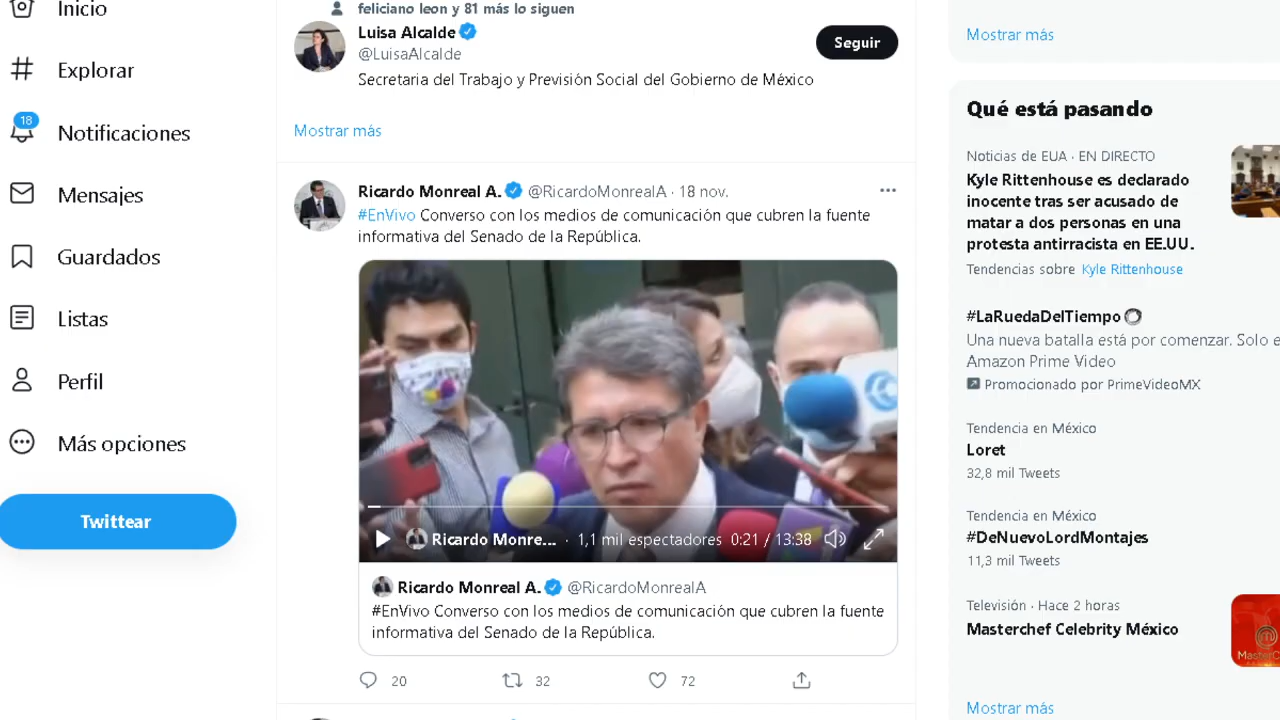 Inicio
Explorar
18
Notificaciones
Mensajes
Guardados
Listas
Perfil
Más opciones
Twittear
feliciano leon y 81 más lo siguen
Luisa Alcalde
@LuisaAlcalde
Seguir
Secretaria del Trabajo y Previsión Social del Gobierno de México
Mostrar más
Ricardo Monreal A. @RicardoMonrealA · 18 nov.
#EnVivo Converso con los medios de comunicación que cubren la fuente
informativa del Senado de la República.
Ricardo Monre... · 1,1 mil espectadores 0:21 / 13:38
Ricardo Monreal A. @RicardoMonrealA
#EnVivo Converso con los medios de comunicación que cubren la fuente
informativa del Senado de la República.
20 32 72
Mostrar más
Qué está pasando
Noticias de EUA · EN DIRECTO
Kyle Rittenhouse es declarado
inocente tras ser acusado de
matar a dos personas en una
protesta antirracista en EE.UU.
Tendencias sobre Kyle Rittenhouse
#LaRuedaDelTiempo
Una nueva batalla está por comenzar. Solo e
Amazon Prime Video
Promocionado por PrimeVideoMX
Tendencia en México
Loret
32,8 mil Tweets
Tendencia en México
#DeNuevoLordMontajes
11,3 mil Tweets
Televisión · Hace 2 horas
Masterchef Celebrity México
MasterC
Mostrar más